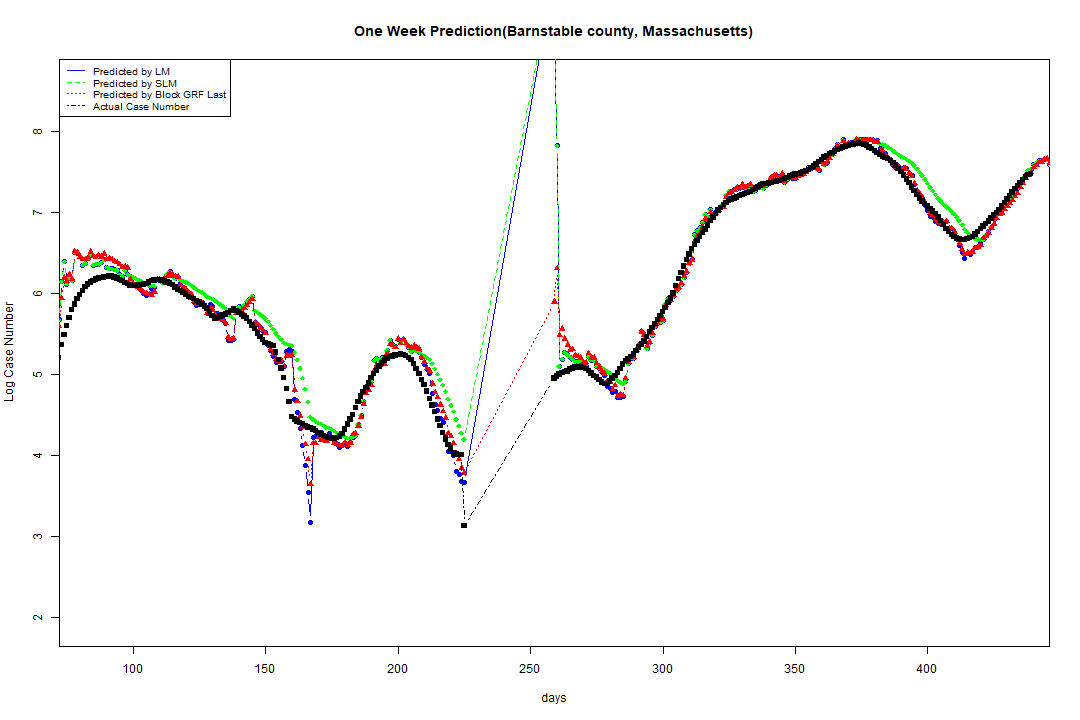 One Week Prediction(Barnstable county, Massachusetts)
Predicted by LM
Predicted by SLM
Predicted by Block GRF Last
Actual Case Number
Log Case Number
8
7
6
5
4
3
2
100 150 200 250 300 350 400
days